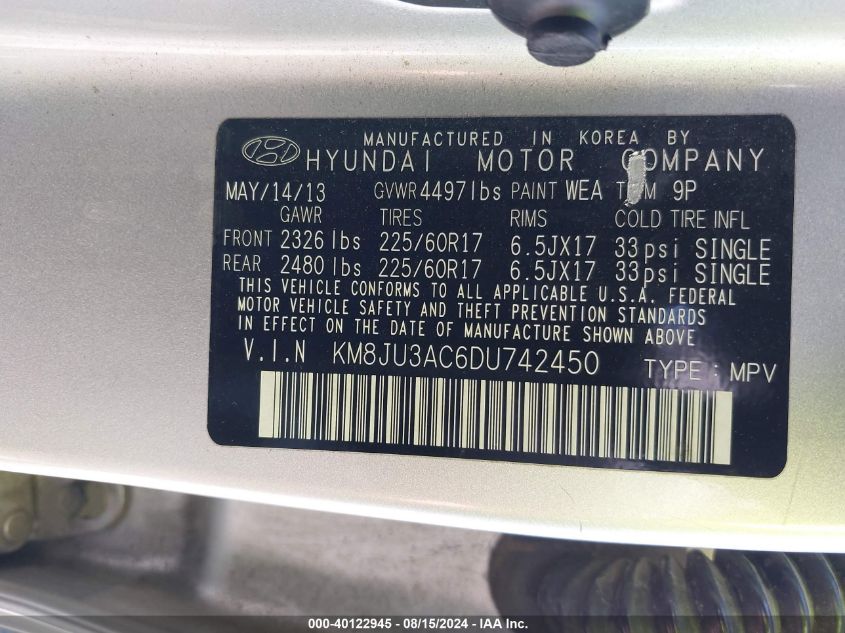 MANUFACTURED IN KOREA BY
HYUNDAI MOTOR COMPANY
MAY/14/13 GVWR 4497lbs PAINT WEA TRIM 9P
GAWR TIRES RIMS COLD TIRE INFL
FRONT 2326 lbs 225/60R17 6.5JX17 33psi SINGLE
REAR 2480 lbs 225/60R17 6.5JX17 33psi SINGLE
THIS VEHICLE CONFORMS TO ALL APPLICABLE U.S.A. FEDERAL
MOTOR VEHICLE SAFETY AND THEFT PREVENTION STANDARDS
IN EFFECT ON THE DATE OF MANUFACTURE SHOWN ABOVE
V.I.N KM8JU3AC6DU742450 TYPE : MPV
000-40122945 - 08/15/2024 - IAA Inc.